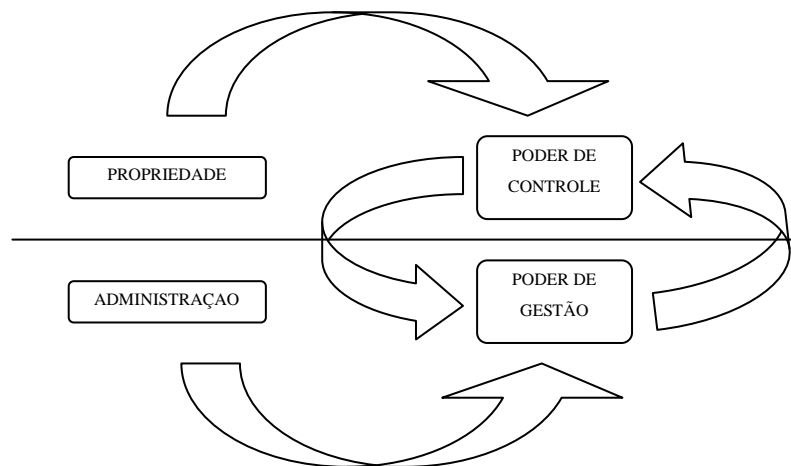 PROPRIEDADE
PODER DE
CONTROLE
ADMINISTRAÇAO
PODER DE
GESTÃO